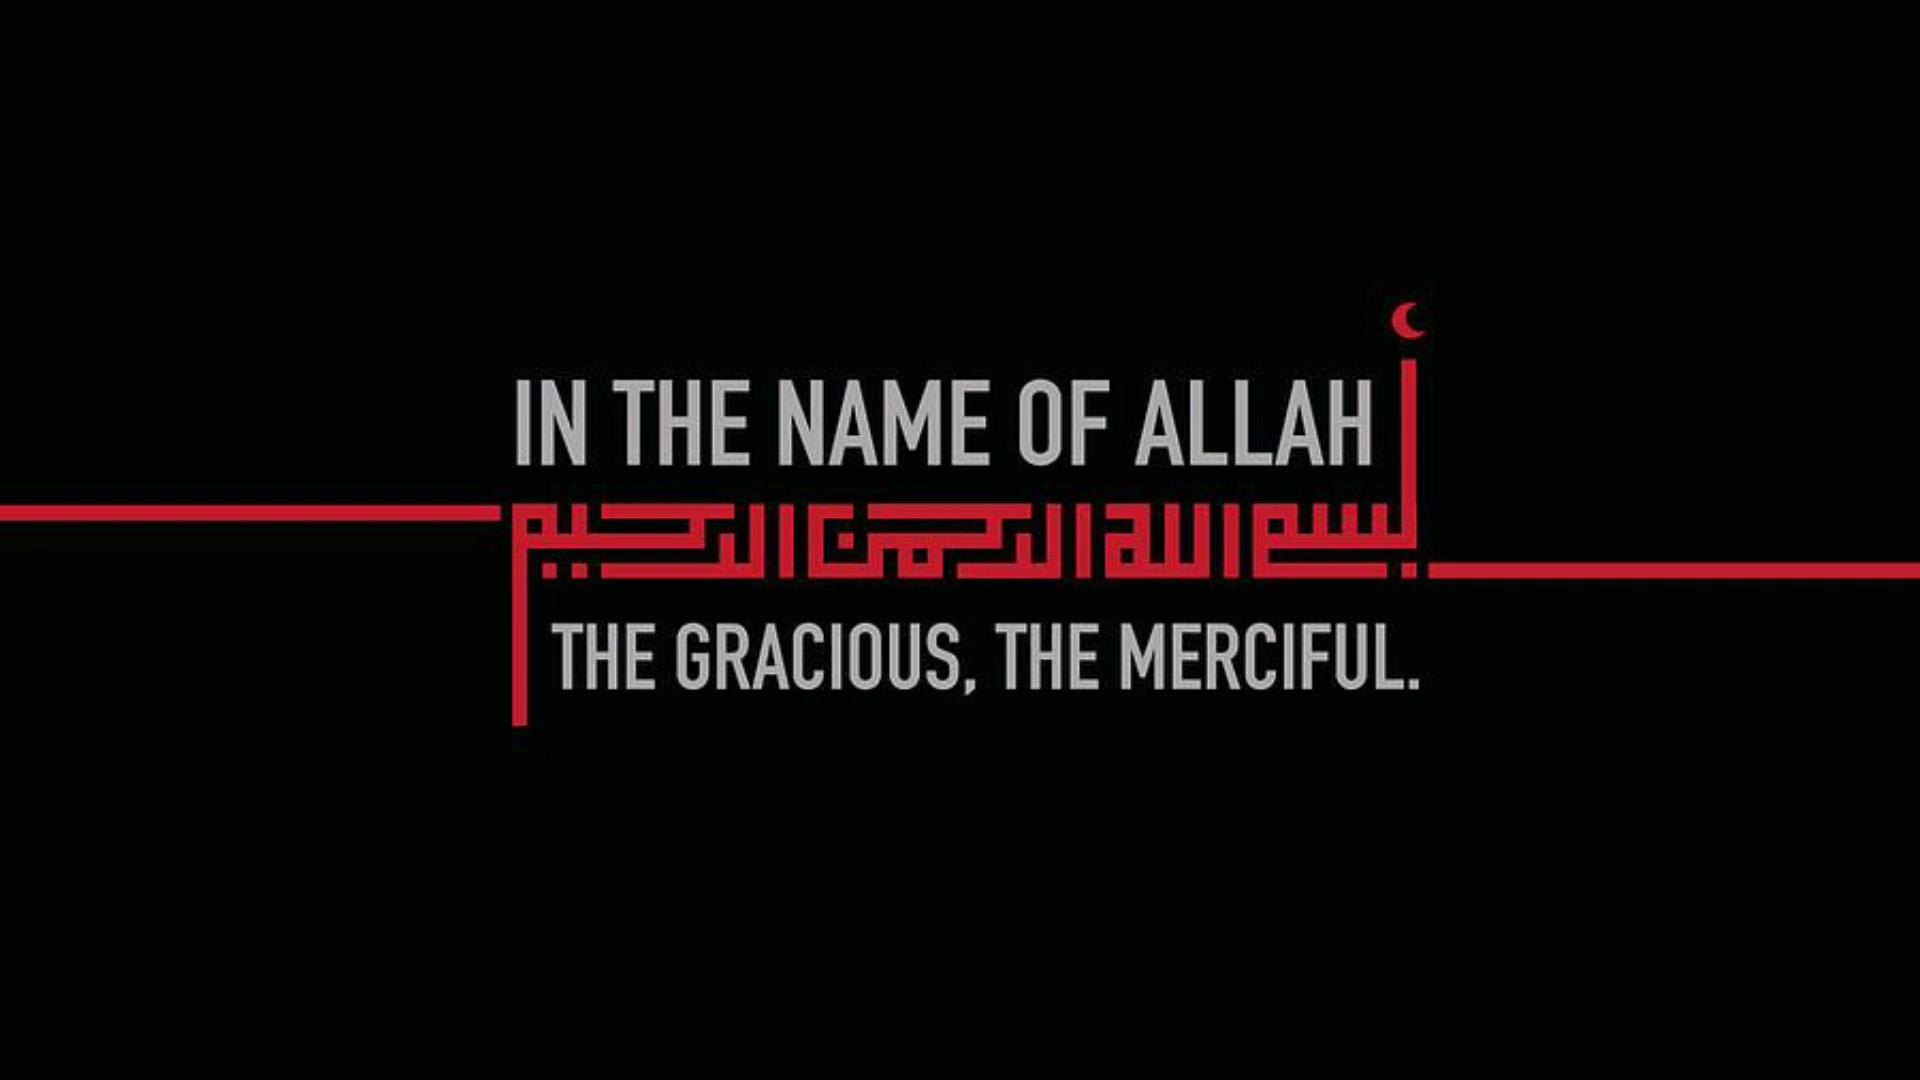 IN THE NAME OF ALLAH
بسم الله الرحمن الرحيم
THE GRACIOUS, THE MERCIFUL.